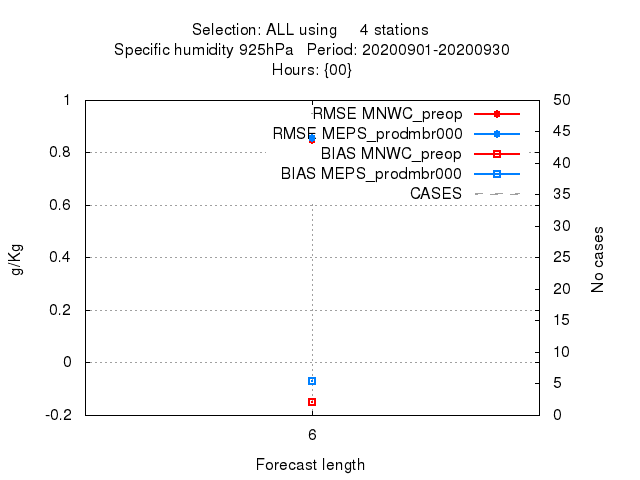 Selection: ALL using     4 stations
Specific humidity 925hPa   Period: 20200901-20200930
Hours: {00}
1
0.8
0.6
0.4
0.2
0
-0.2
g/Kg
RMSE MNWC_preop
RMSE MEPS_prodmbr000
BIAS MNWC_preop
BIAS MEPS_prodmbr000
CASES
50
45
40
35
30
25
20
15
10
5
0
No cases
6
Forecast length